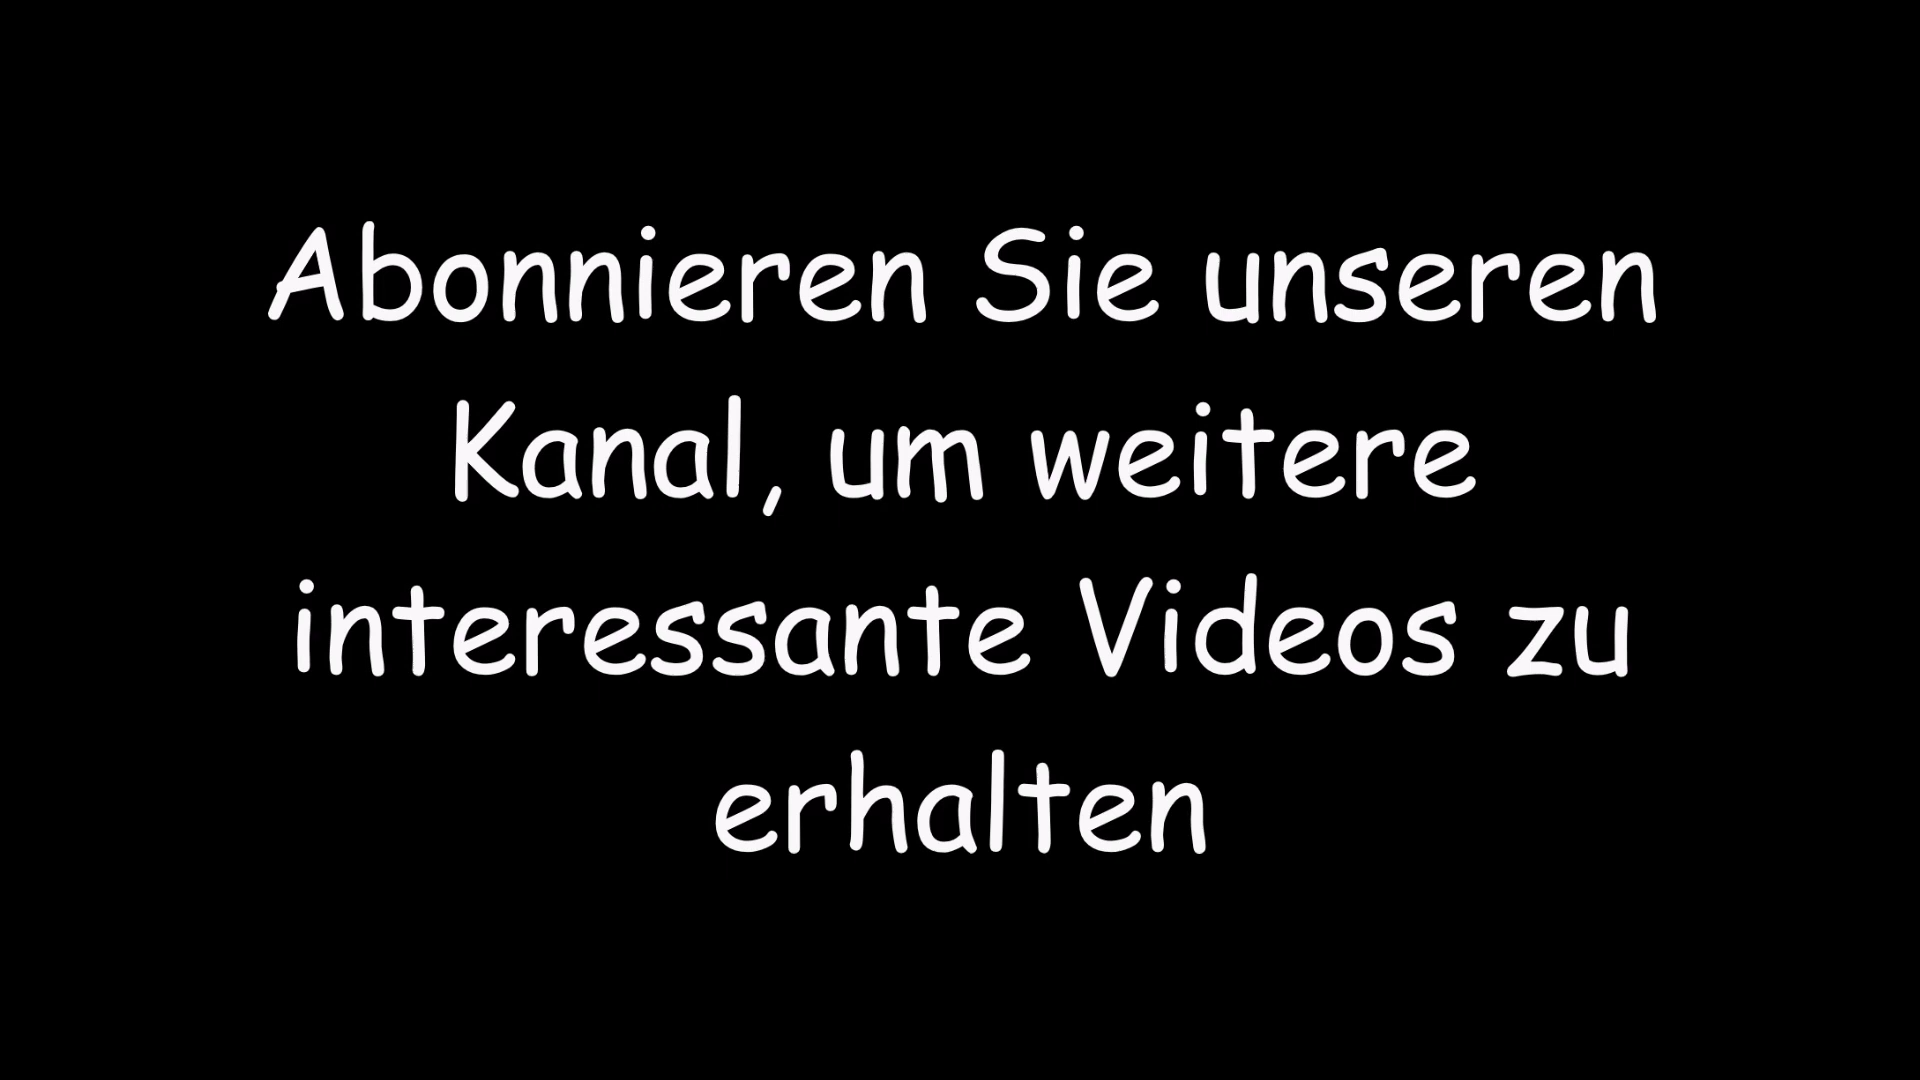 Abonnieren Sie unseren
Kanal, um weitere
interessante Videos zu
erhalten